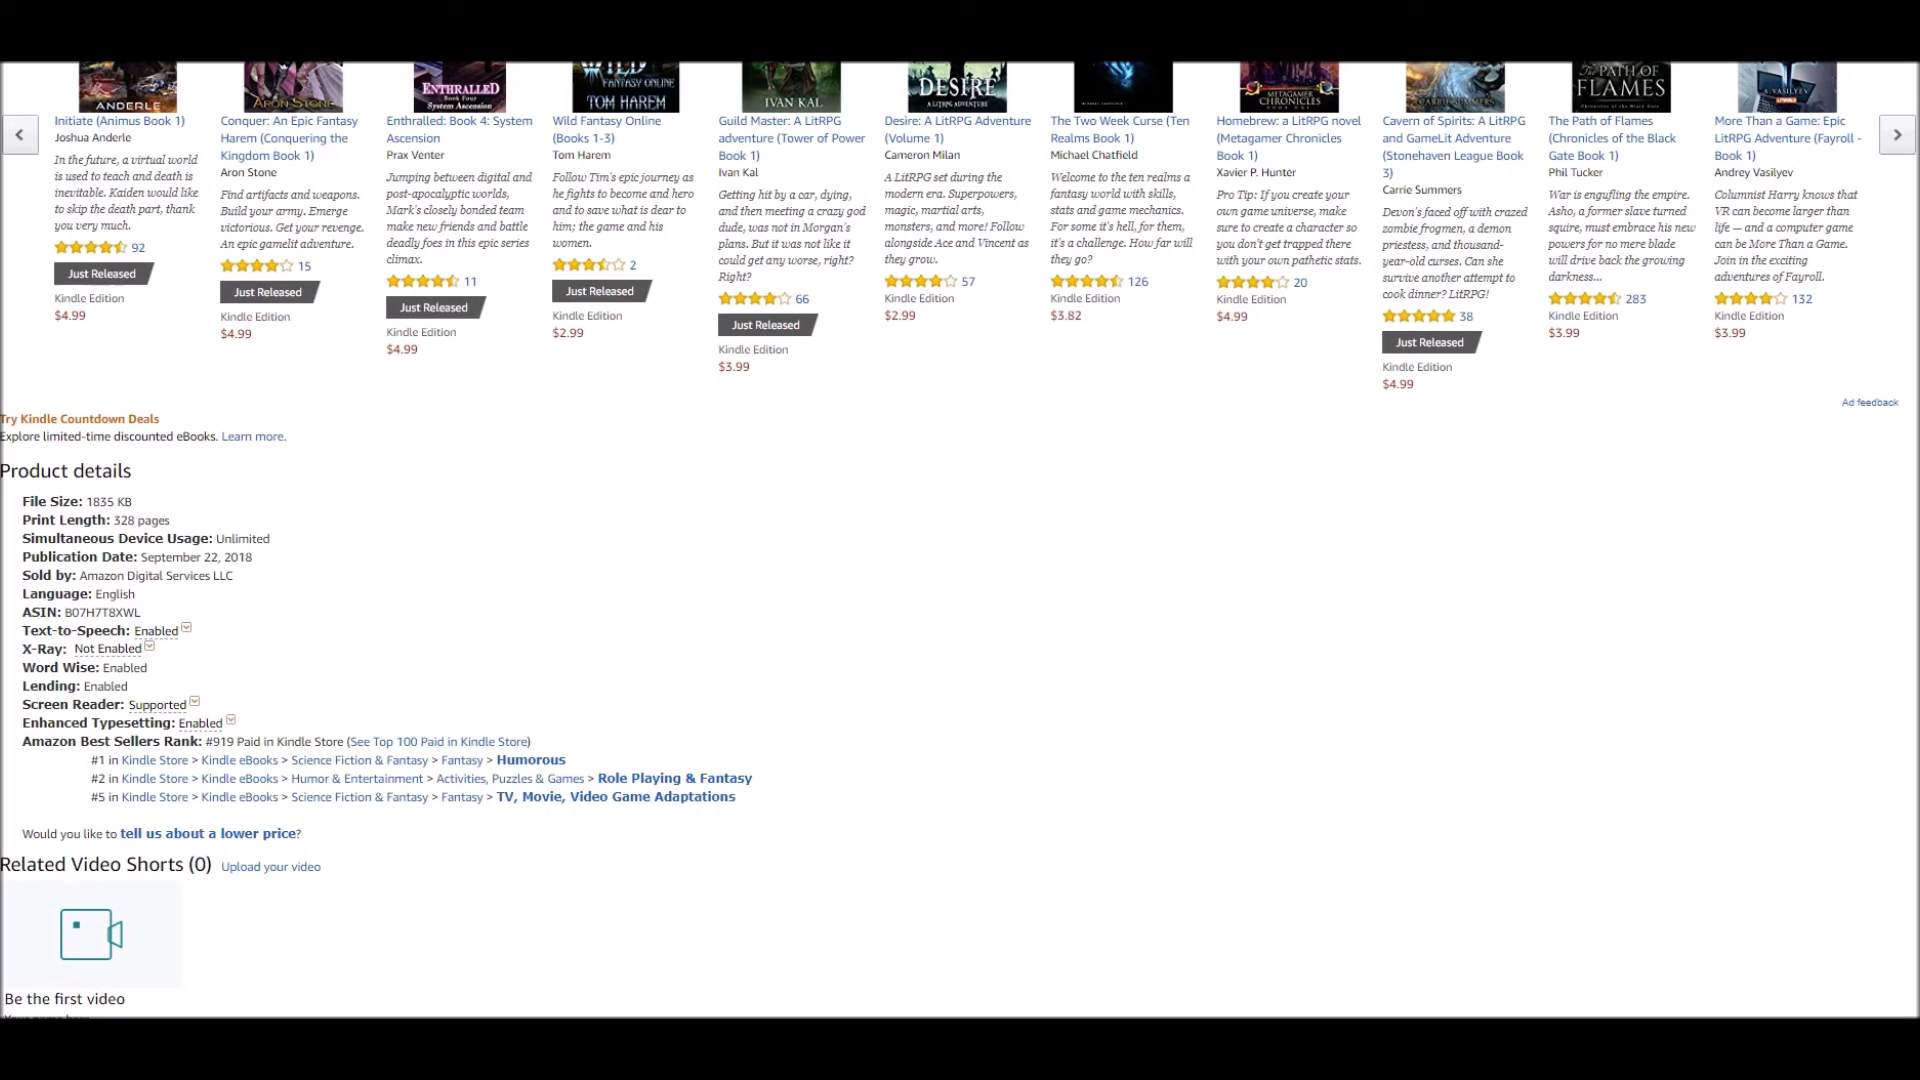 ANDERLE
ARON STONE
ENTHRALLED
Book Four
System Ascension
WILD
FANTASY ONLINE
TOM HAREM
IVAN KAL
DESIRE
A LITRPG ADVENTURE
METAGAMER
CHRONICLES
CARRIE SUMMERS
The PATH OF
FLAMES
A. VASILYEV
Initiate (Animus Book 1)
Joshua Anderle
In the future, a virtual world
is used to teach and death is
inevitable. Kaiden would like
to skip the death part, thank
you very much.
92
Just Released
Kindle Edition
$4.99
Conquer: An Epic Fantasy
Harem (Conquering the
Kingdom Book 1)
Aron Stone
Find artifacts and weapons.
Build your army. Emerge
victorious. Get your revenge.
An epic gamelit adventure.
15
Just Released
Kindle Edition
$4.99
Enthralled: Book 4: System
Ascension
Prax Venter
Jumping between digital and
post-apocalyptic worlds,
Mark's closely bonded team
make new friends and battle
deadly foes in this epic series
climax.
11
Just Released
Kindle Edition
$4.99
Wild Fantasy Online
(Books 1-3)
Tom Harem
Follow Tim's epic journey as
he fights to become and hero
and to save what is dear to
him; the game and his
women.
2
Just Released
Kindle Edition
$2.99
Guild Master: A LitRPG
adventure (Tower of Power
Book 1)
Ivan Kal
Getting hit by a car, dying,
and then meeting a crazy god
dude, was not in Morgan's
plans. But it was not like it
could get any worse, right?
Right?
66
Just Released
Kindle Edition
$3.99
Desire: A LitRPG Adventure
(Volume 1)
Cameron Milan
A LitRPG set during the
modern era. Superpowers,
magic, martial arts,
monsters, and more! Follow
alongside Ace and Vincent as
they grow.
57
Kindle Edition
$2.99
The Two Week Curse (Ten
Realms Book 1)
Michael Chatfield
Welcome to the ten realms a
fantasy world with skills,
stats and game mechanics.
For some it's hell, for them,
it's a challenge. How far will
they go?
126
Kindle Edition
$3.82
Homebrew: a LitRPG novel
(Metagamer Chronicles
Book 1)
Xavier P. Hunter
Pro Tip: If you create your
own game universe, make
sure to create a character so
you don't get trapped there
with your own pathetic stats.
20
Kindle Edition
$4.99
Cavern of Spirits: A LitRPG
and GameLit Adventure
(Stonehaven League Book
3)
Carrie Summers
Devon's faced off with crazed
zombie frogmen, a demon
priestess, and thousand-
year-old curses. Can she
survive another attempt to
cook dinner? LitRPG!
38
Just Released
Kindle Edition
$4.99
The Path of Flames
(Chronicles of the Black
Gate Book 1)
Phil Tucker
War is engufling the empire.
Asho, a former slave turned
squire, must embrace his new
powers for no mere blade
will drive back the growing
darkness...
283
Kindle Edition
$3.99
More Than a Game: Epic
LitRPG Adventure (Fayroll -
Book 1)
Andrey Vasilyev
Columnist Harry knows that
VR can become larger than
life — and a computer game
can be More Than a Game.
Join in the exciting
adventures of Fayroll.
132
Kindle Edition
$3.99
Ad feedback
Try Kindle Countdown Deals
Explore limited-time discounted eBooks. Learn more.
Product details
File Size: 1835 KB
Print Length: 328 pages
Simultaneous Device Usage: Unlimited
Publication Date: September 22, 2018
Sold by: Amazon Digital Services LLC
Language: English
ASIN: B07H7T8XWL
Text-to-Speech: Enabled
X-Ray: Not Enabled
Word Wise: Enabled
Lending: Enabled
Screen Reader: Supported
Enhanced Typesetting: Enabled
Amazon Best Sellers Rank: #919 Paid in Kindle Store (See Top 100 Paid in Kindle Store)
#1 in Kindle Store > Kindle eBooks > Science Fiction & Fantasy > Fantasy > Humorous
#2 in Kindle Store > Kindle eBooks > Humor & Entertainment > Activities, Puzzles & Games > Role Playing & Fantasy
#5 in Kindle Store > Kindle eBooks > Science Fiction & Fantasy > Fantasy > TV, Movie, Video Game Adaptations
Would you like to tell us about a lower price?
Related Video Shorts (0) Upload your video
Be the first video